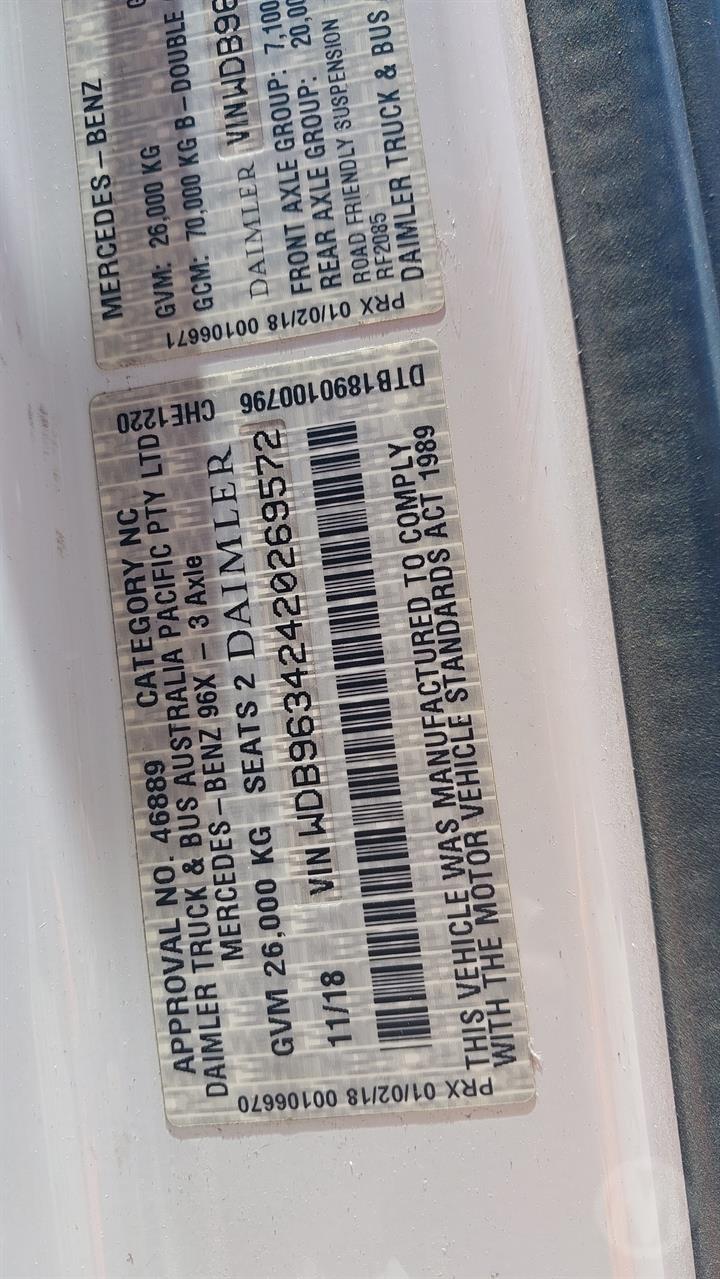 APPROVAL NO. 46889 CATEGORY NC
DAIMLER TRUCK & BUS AUSTRALIA PACIFIC PTY LTD
MERCEDES-BENZ 96X - 3 Axle
GVM 26,000 KG SEATS 2 DAIMLER
VIN WDB9634242026957 2
11/18
THIS VEHICLE WAS MANUFACTURED TO COMPLY
WITH THE MOTOR VEHICLE STANDARDS ACT 1989
PRX 01/02/18 00106670
CHE1220
DTB1890100796
MERCEDES-BENZ
GVM: 26,000 KG
GCM: 70,000 KG B-DOUBLE
DAIMLER VINWDB96
FRONT AXLE GROUP: 7,100
REAR AXLE GROUP: 20,00
ROAD FRIENDLY SUSPENSION
RF2085
DAIMLER TRUCK & BUS
PRX 01/02/18 00106671